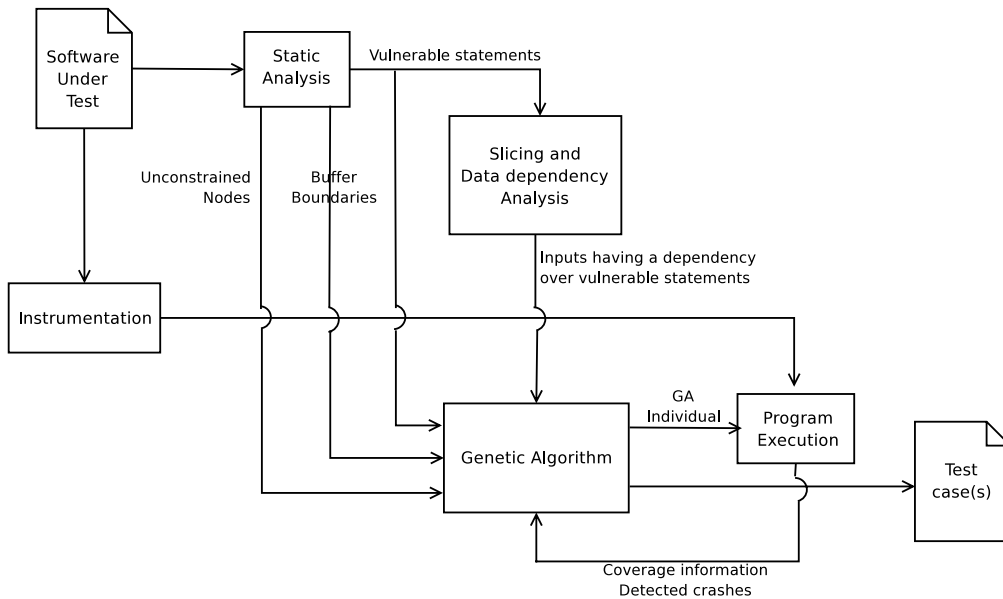 Software
Under
Test
Static
Analysis
Vulnerable statements
Slicing and
Data dependency
Analysis
Unconstrained
Nodes
Buffer
Boundaries
Inputs having a dependency
over vulnerable statements
Instrumentation
GA
Individual
Program
Execution
Genetic Algorithm
Test
case(s)
Coverage information
Detected crashes